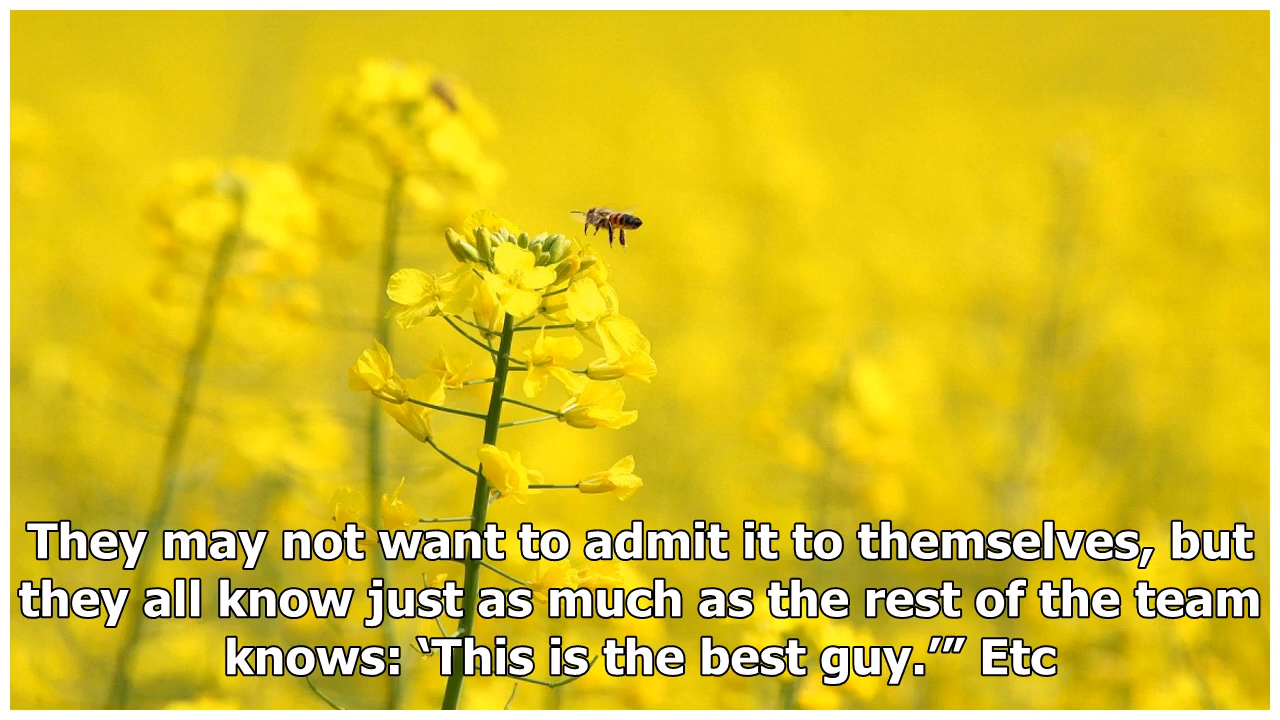 They may not want to admit it to themselves, but
they all know just as much as the rest of the team
knows: ‘This is the best guy.’” Etc